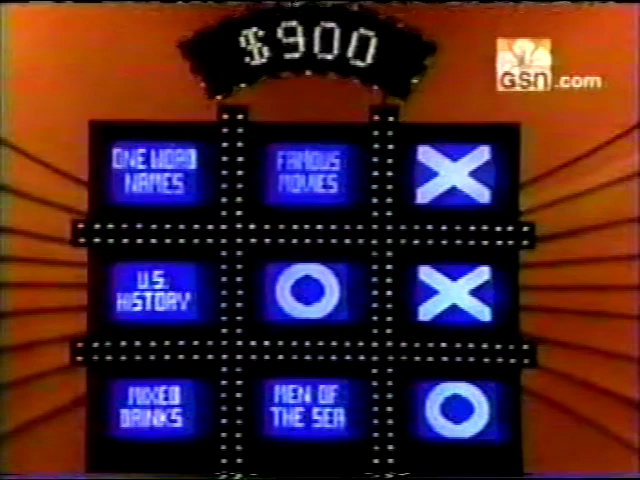 $900
GSN.com
ONE WORD
NAMES
FAMOUS
MOVIES
X
U.S.
HISTORY
O
X
MIXED
DRINKS
MEN OF
THE SEA
O